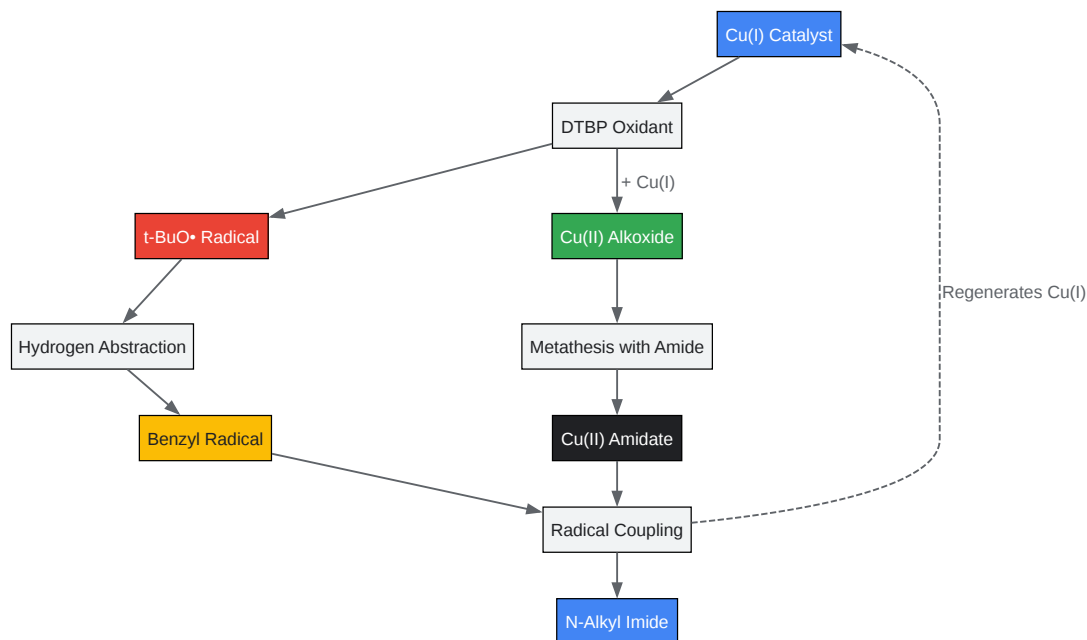 Cu(I) Catalyst
DTBP Oxidant
+ Cu(I)
t-BuO• Radical
Cu(II) Alkoxide
Regenerates Cu(I)
Hydrogen Abstraction
Metathesis with Amide
Benzyl Radical
Cu(II) Amidate
Radical Coupling
N-Alkyl Imide